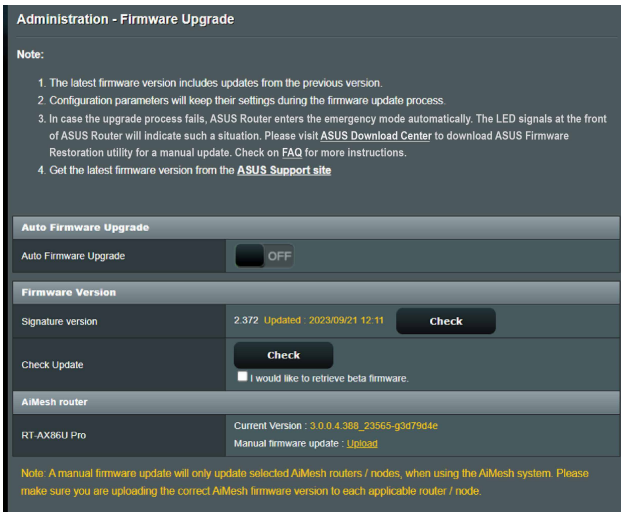 Administration - Firmware Upgrade
Note:
1. The latest firmware version includes updates from the previous version.
2. Configuration parameters will keep their settings during the firmware update process.
3. In case the upgrade process fails, ASUS Router enters the emergency mode automatically. The LED signals at the front
of ASUS Router will indicate such a situation. Please visit ASUS Download Center to download ASUS Firmware
Restoration utility for a manual update. Check on FAQ for more instructions.
4. Get the latest firmware version from the ASUS Support site
Auto Firmware Upgrade
Auto Firmware Upgrade OFF
Firmware Version
Signature version 2.372 Updated : 2023/09/21 12:11 Check
Check Update Check
I would like to retrieve beta firmware.
AiMesh router
RT-AX86U Pro Current Version : 3.0.0.4.388_23565-g3d79d4e
Manual firmware update : Upload
Note: A manual firmware update will only update selected AiMesh routers / nodes, when using the AiMesh system. Please
make sure you are uploading the correct AiMesh firmware version to each applicable router / node.